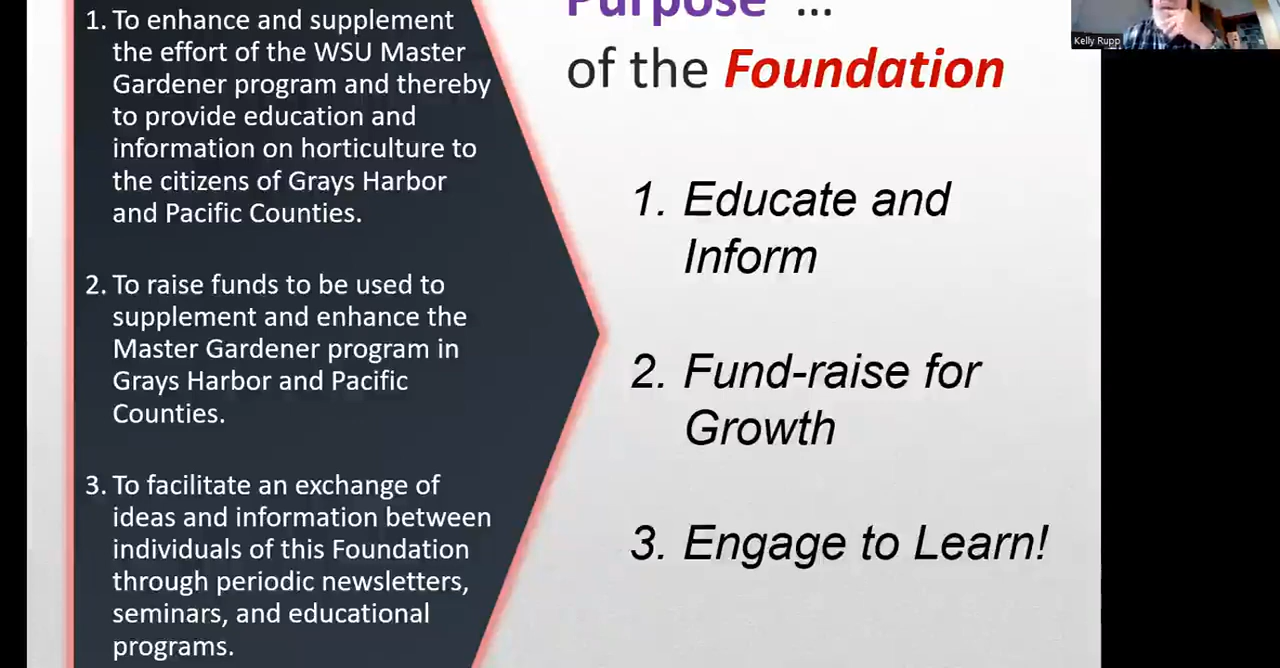 1. To enhance and supplement
the effort of the WSU Master
Gardener program and thereby
to provide education and
information on horticulture to
the citizens of Grays Harbor
and Pacific Counties.
2. To raise funds to be used to
supplement and enhance the
Master Gardener program in
Grays Harbor and Pacific
Counties.
3. To facilitate an exchange of
ideas and information between
individuals of this Foundation
through periodic newsletters,
seminars, and educational
programs.
Purpose ...
of the Foundation
1. Educate and
Inform
2. Fund-raise for
Growth
3. Engage to Learn!
Kelly Rupp